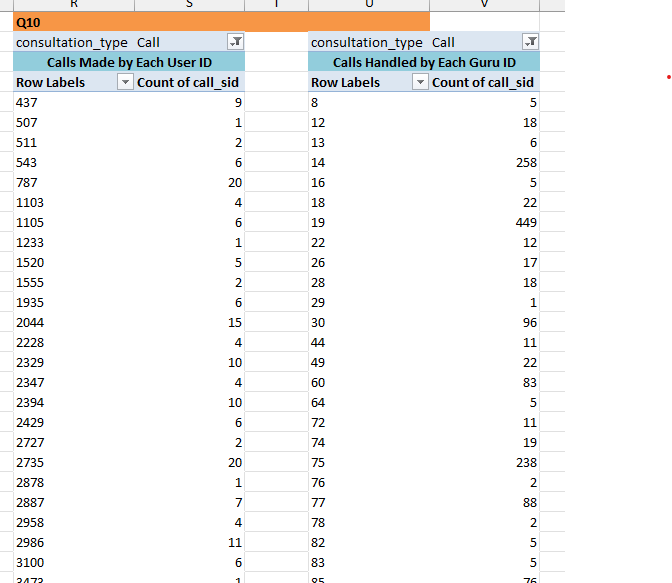 R S T U V
Q10
consultation_type Call consultation_type Call
Calls Made by Each User ID Calls Handled by Each Guru ID
Row Labels Count of call_sid Row Labels Count of call_sid
437 9 8 5
507 1 12 18
511 2 13 6
543 6 14 258
787 20 16 5
1103 4 18 22
1105 6 19 449
1233 1 22 12
1520 5 26 17
1555 2 28 18
1935 6 29 1
2044 15 30 96
2228 4 44 11
2329 10 49 22
2347 4 60 83
2394 10 64 5
2429 6 72 11
2727 2 74 19
2735 20 75 238
2878 1 76 2
2887 7 77 88
2958 4 78 2
2986 11 82 5
3100 6 83 5
3473 1 85 76